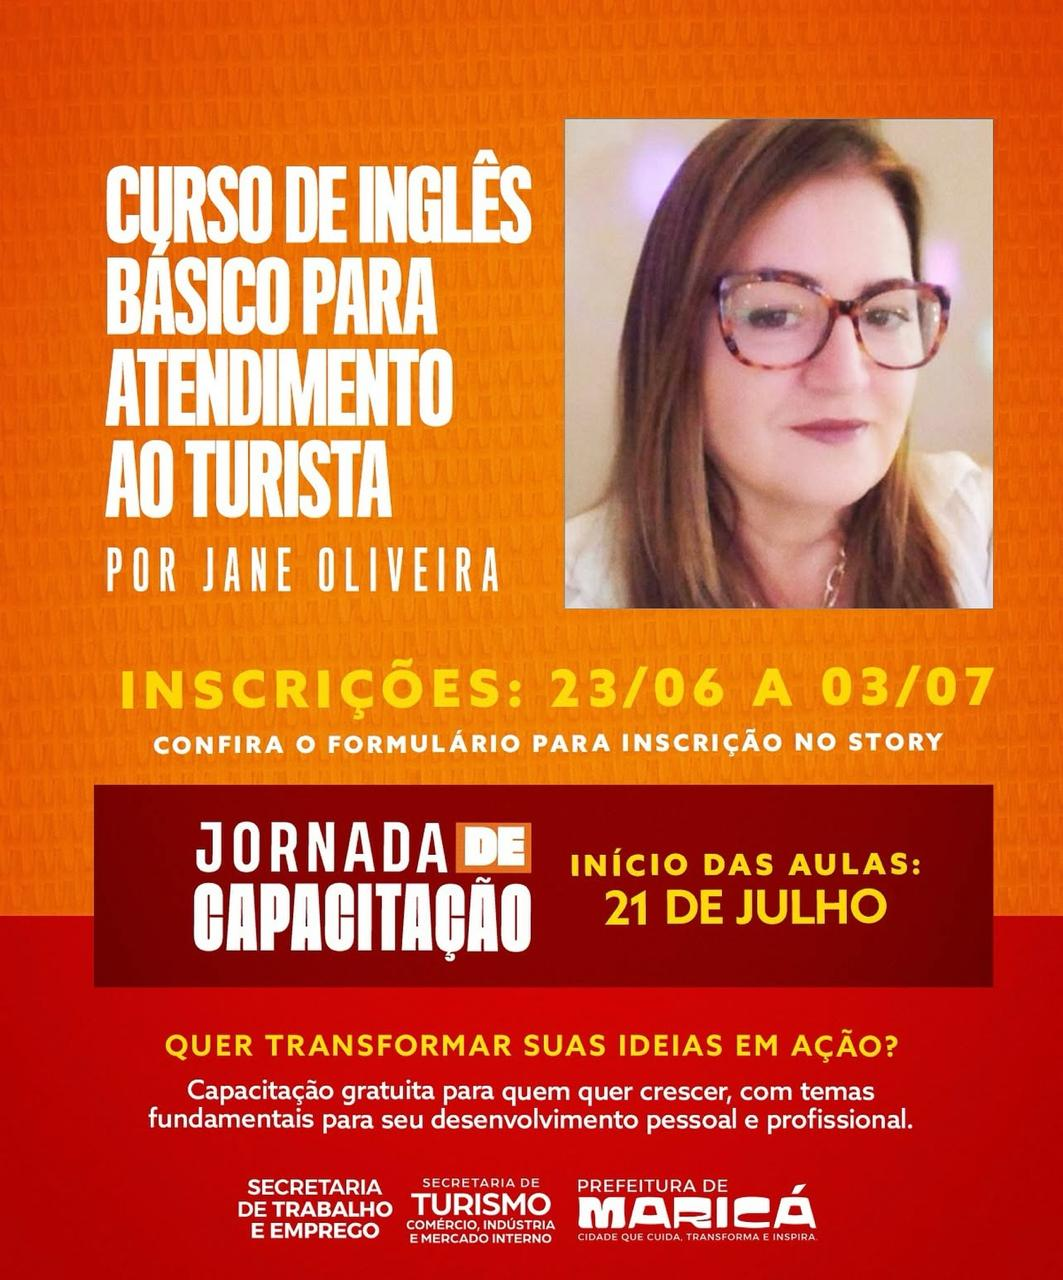 CURSO DE INGLÊS
BÁSICO PARA
ATENDIMENTO
AO TURISTA
POR JANE OLIVEIRA
INSCRIÇÕES: 23/06 A 03/07
CONFIRA O FORMULÁRIO PARA INSCRIÇÃO NO STORY
JORNADA DE
CAPACITAÇÃO
INÍCIO DAS AULAS:
21 DE JULHO
QUER TRANSFORMAR SUAS IDEIAS EM AÇÃO?
Capacitação gratuita para quem quer crescer, com temas
fundamentais para seu desenvolvimento pessoal e profissional.
SECRETARIA
DE TRABALHO
E EMPREGO
SECRETARIA DE
TURISMO
COMÉRCIO, INDÚSTRIA
E MERCADO INTERNO
PREFEITURA DE
MARICÁ
CIDADE QUE CUIDA, TRANSFORMA E INSPIRA.